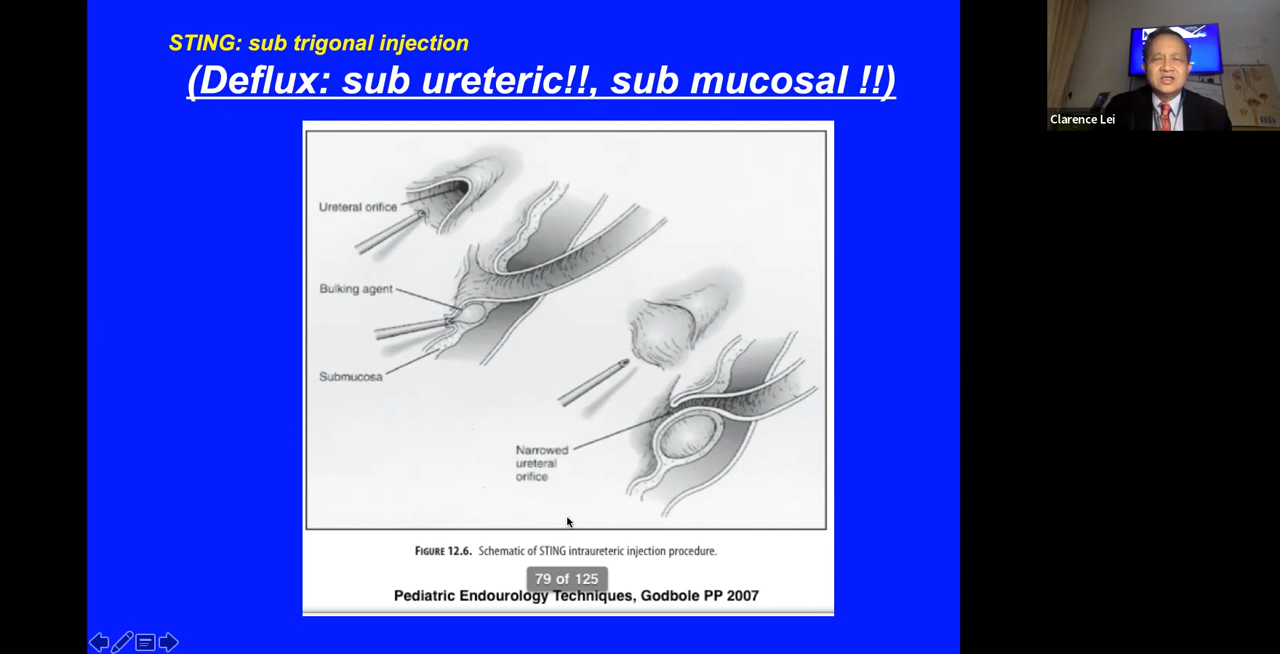 STING: sub trigonal injection
(Deflux: sub ureteric!!, sub mucosal !!)
Ureteral orifice
Bulking agent
Submucosa
Narrowed
ureteral
orifice
FIGURE 12.6. Schematic of STING intraureteric injection procedure.
79 of 125
Pediatric Endourology Techniques, Godbole PP 2007
Clarence Lei